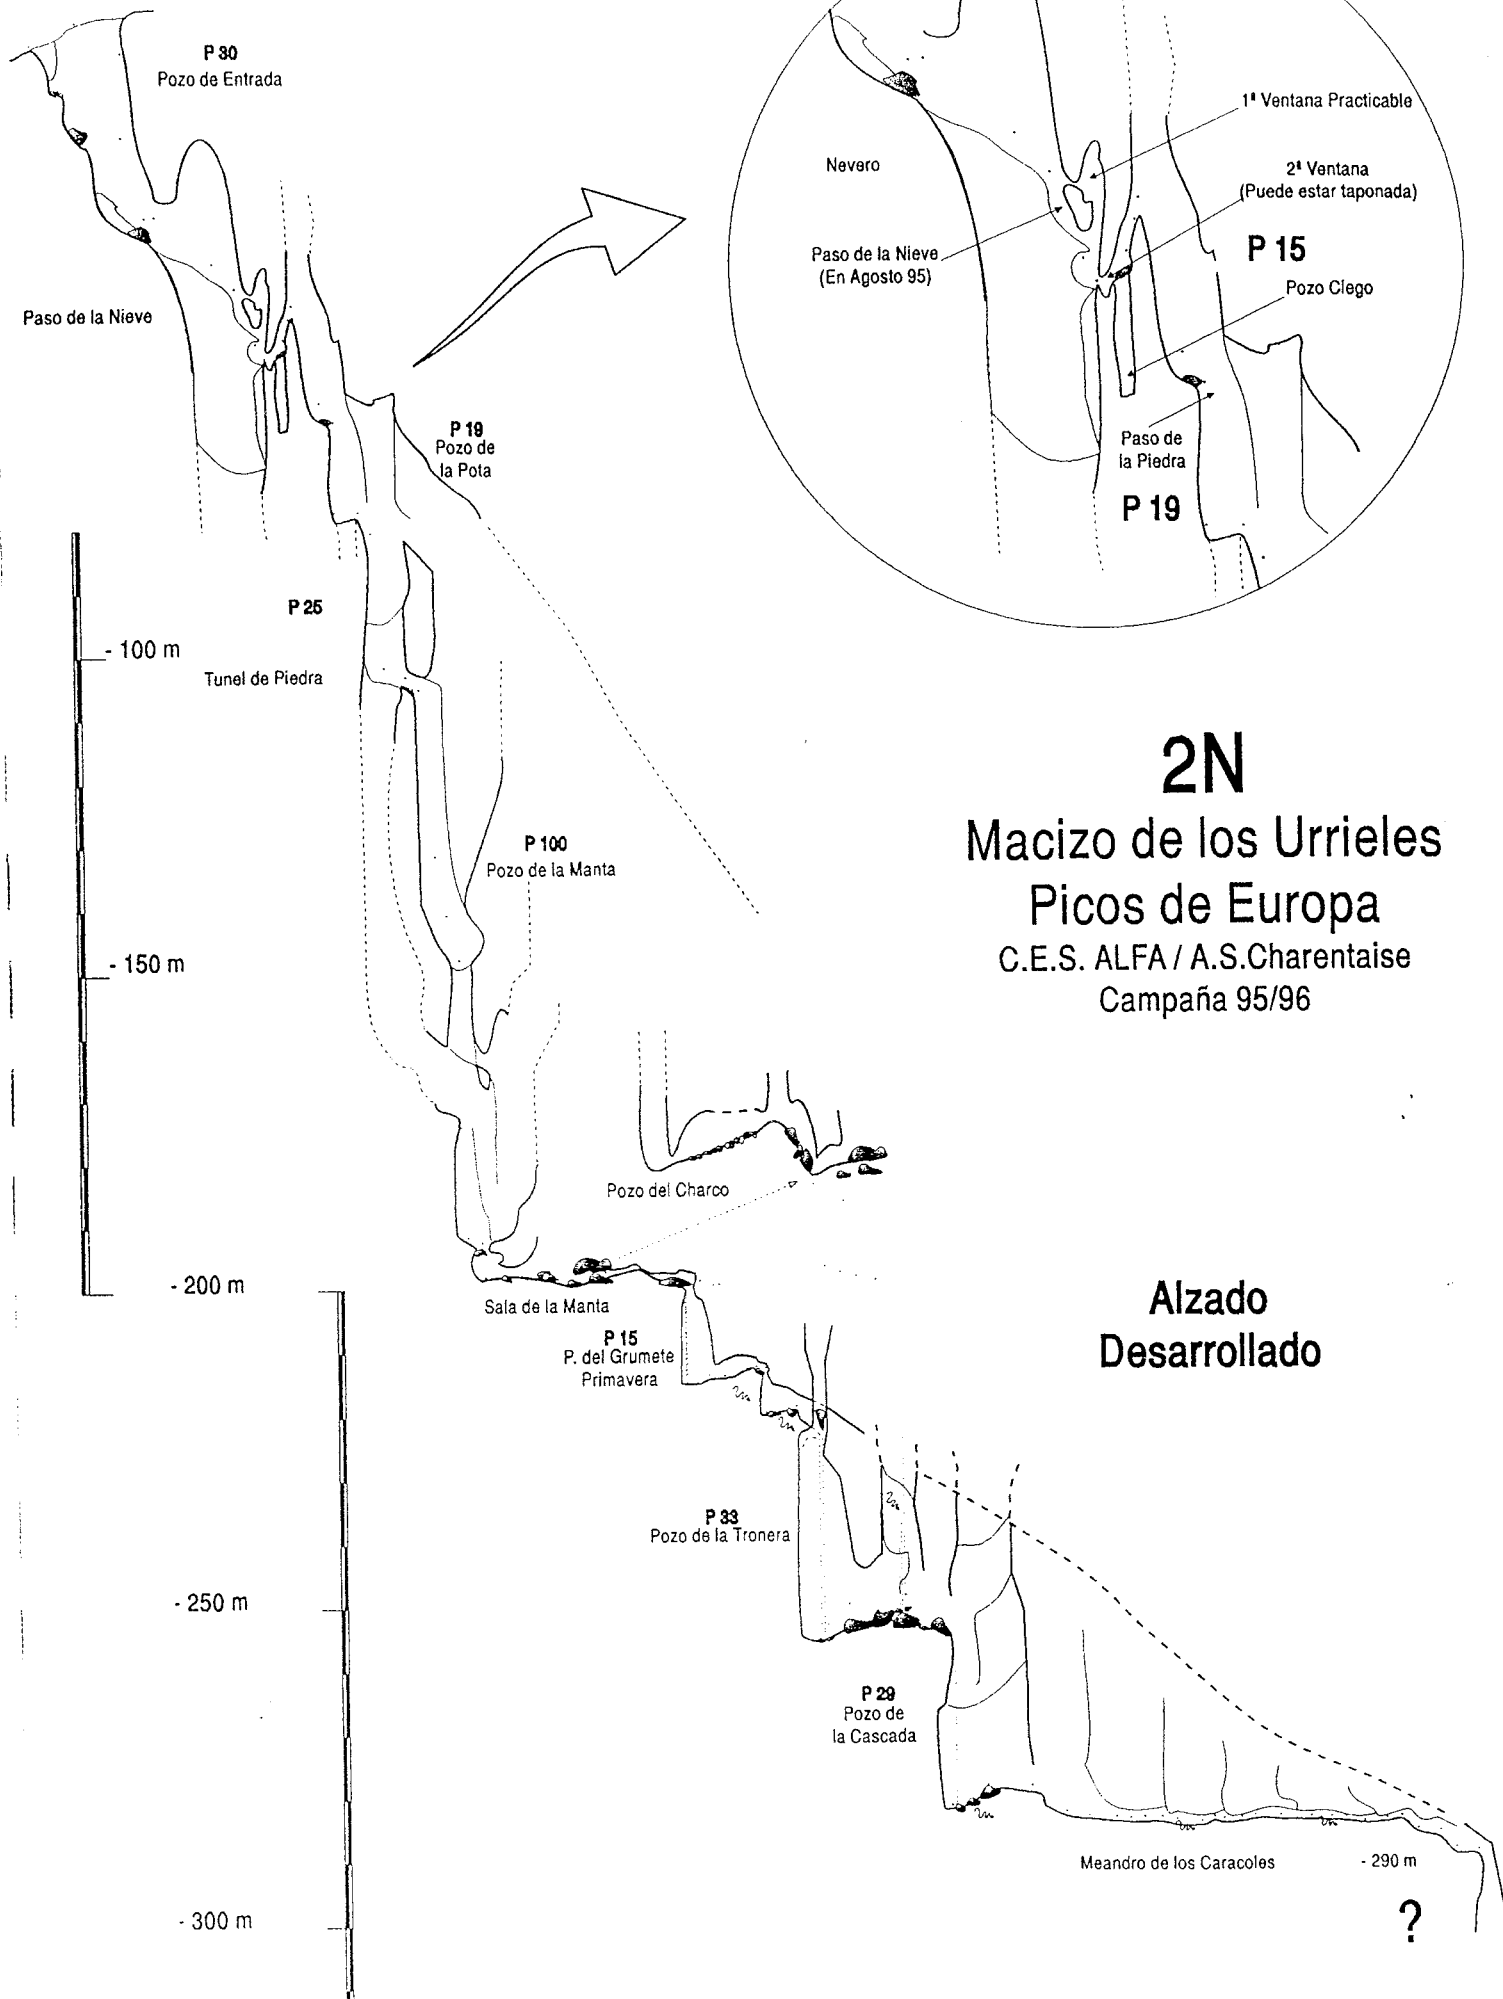 P 30
Pozo de Entrada
Paso de la Nieve
P 19
Pozo de
la Pota
1ª Ventana Practicable
Nevero
2ª Ventana
(Puede estar taponada)
P 15
Paso de la Nieve
(En Agosto 95)
Pozo Ciego
Paso de
la Piedra
P 19
P 25
- 100 m
Tunel de Piedra
2N
Macizo de los Urrieles
Picos de Europa
C.E.S. ALFA / A.S.Charentaise
Campaña 95/96
P 100
Pozo de la Manta
- 150 m
Pozo del Charco
- 200 m
Sala de la Manta
P 15
P. del Grumete
Primavera
Alzado
Desarrollado
P 33
Pozo de la Tronera
- 250 m
P 29
Pozo de
la Cascada
Meandro de los Caracoles
- 290 m
?
- 300 m